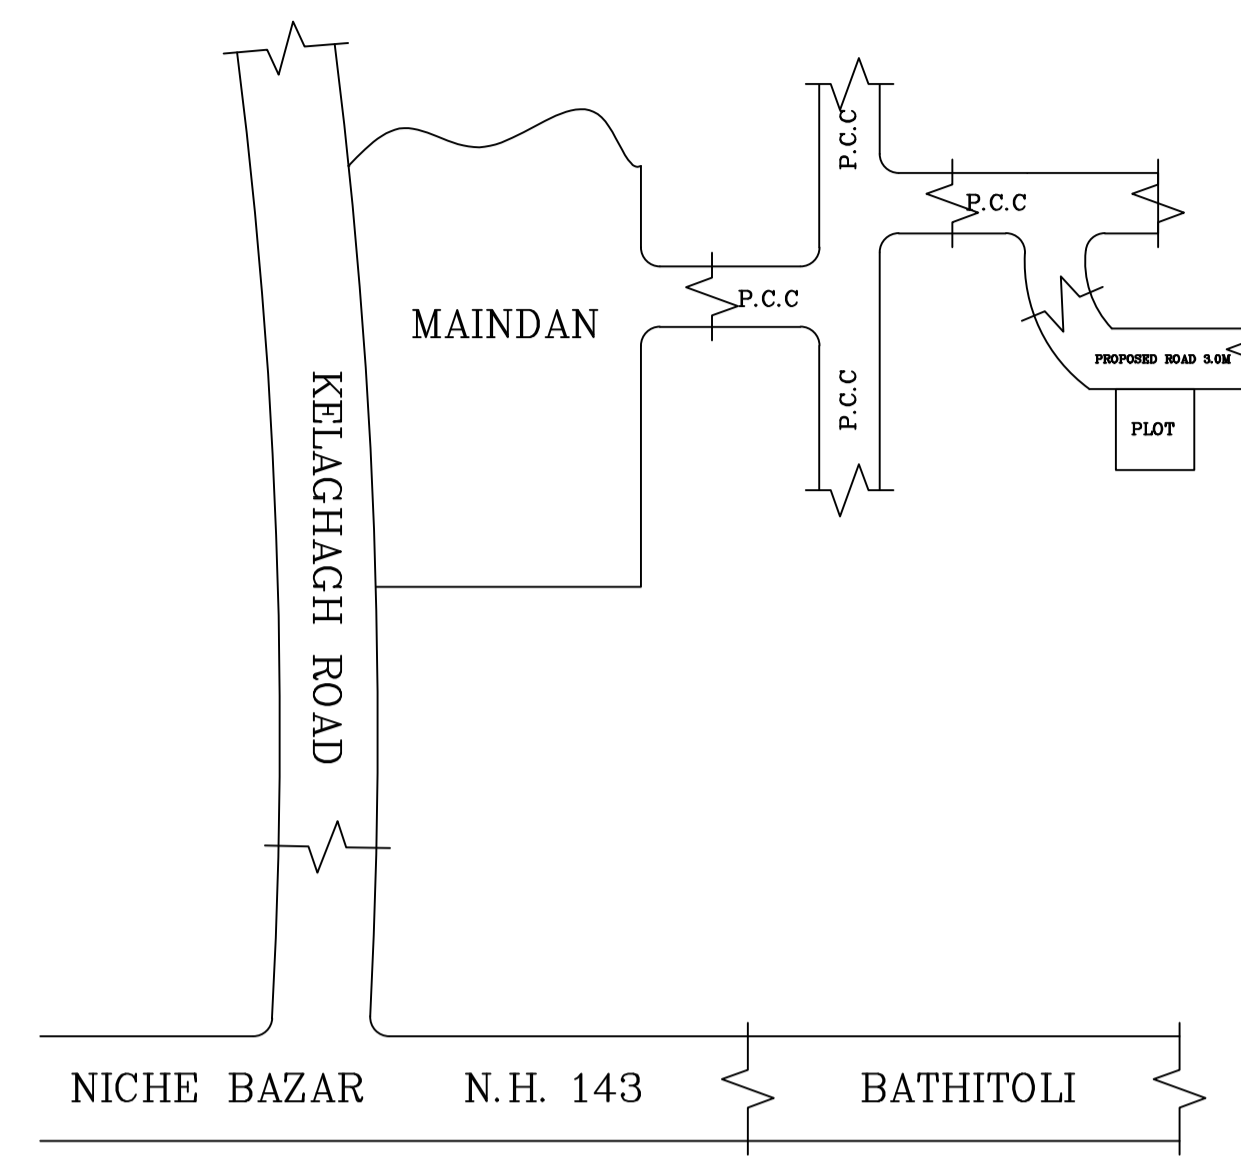 P.C.C
P.C.C
P.C.C
MAINDAN
PROPOSED ROAD 3.0M
P.C.C
PLOT
KELAGHAGH ROAD
NICHE BAZAR
N.H. 143
BATHITOLI